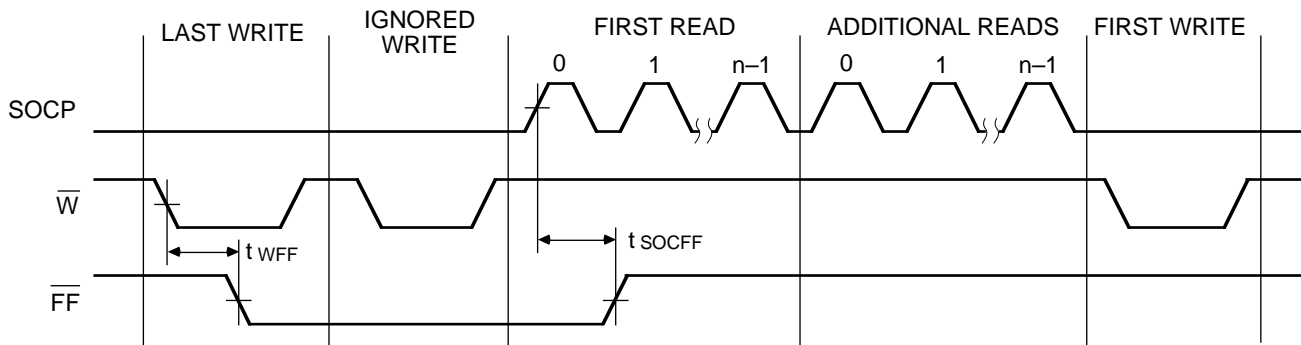 LAST WRITE
IGNORED
WRITE
FIRST READ
ADDITIONAL READS
FIRST WRITE
0 1 n–1 0 1 n–1
SOCP
W
t WFF
t SOCFF
FF